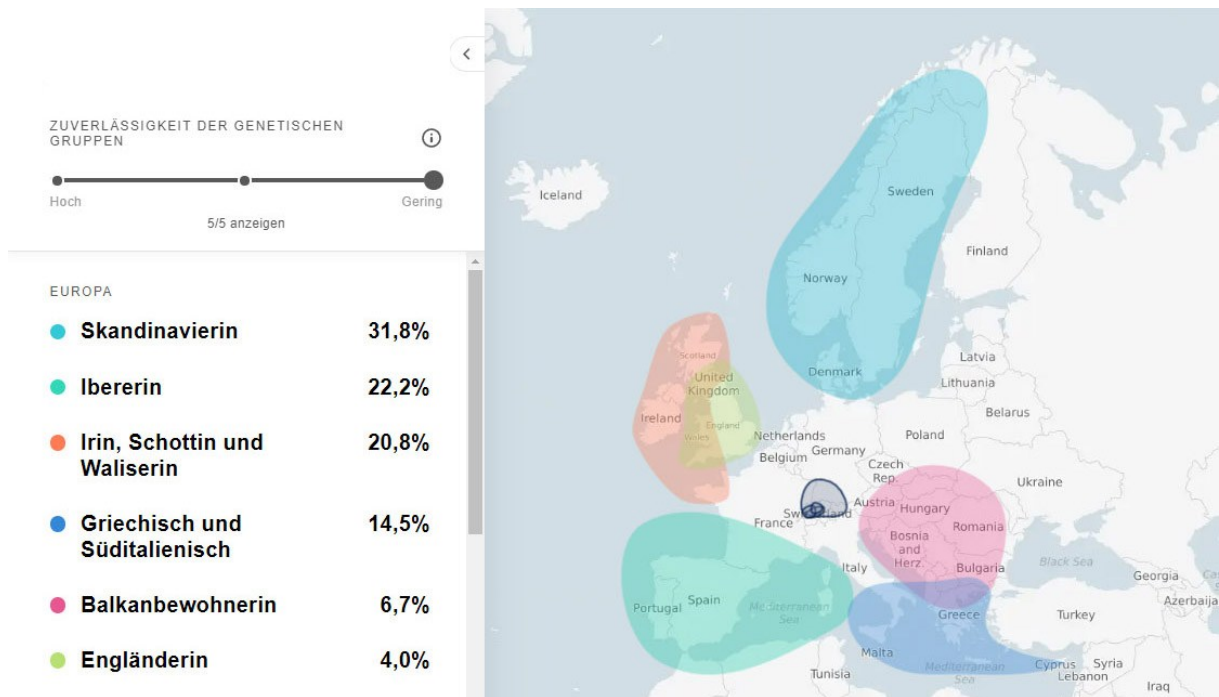 ZUVERLÄSSIGKEIT DER GENETISCHEN
GRUPPEN
Hoch
Gering
5/5 anzeigen
EUROPA
Skandinavierin 31,8%
Ibererin 22,2%
Irin, Schottin und 20,8%
Waliserin
Griechisch und 14,5%
Süditalienisch
Balkanbewohnerin 6,7%
Engländerin 4,0%
Iceland
Sweden
Finland
Norway
Scotland
United
Kingdom
Denmark
Latvia
Lithuania
Belarus
Ireland
England
Wales
Netherlands
Belgium
Germany
Poland
Czech
Rep.
Ukraine
Austria
Hungary
France
Romania
Bosnia
and
Herz.
Italy
Bulgaria
Black Sea
Georgia
Azerbaija
Portugal
Spain
Mediterranean
Sea
Greece
Turkey
Malta
Tunisia
Mediterranean
Sea
Cyprus
Syria
Lebanon
Iraq